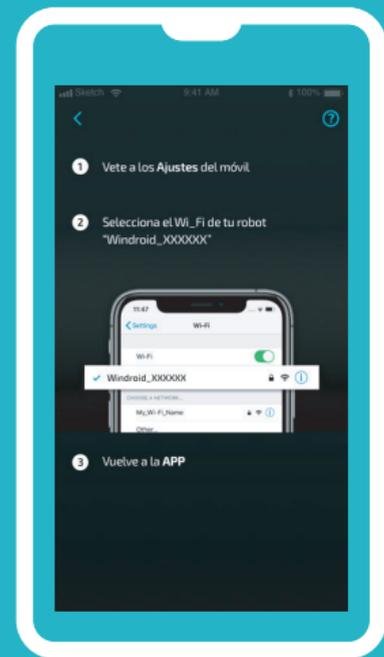 Sketch 9:41 AM 100%
?
1 Vete a los Ajustes del móvil
2 Selecciona el Wi_Fi de tu robot
"Windroid_XXXXXX"
11:47
Settings Wi-Fi
Wi-Fi
Windroid_XXXXXX
CHOOSE A NETWORK...
My_Wi-Fi_Name
Other...
3 Vuelve a la APP